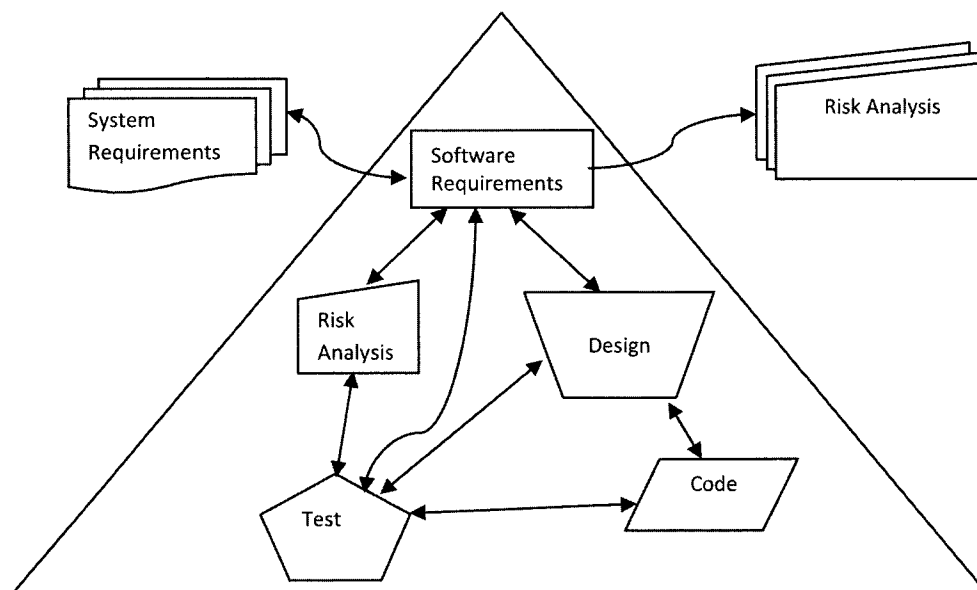 System
Requirements
Software
Requirements
Risk Analysis
Risk
Analysis
Design
Test
Code